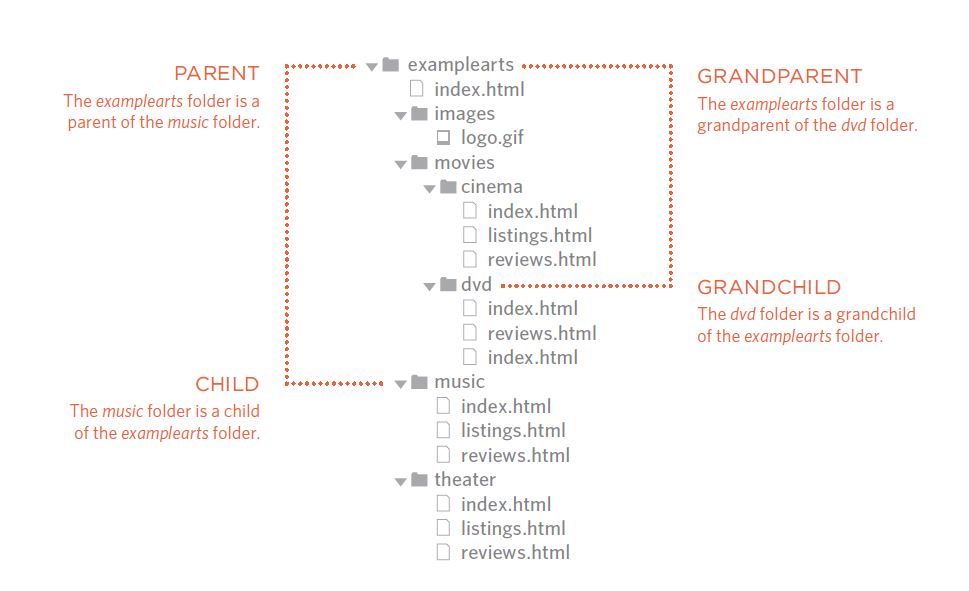 PARENT
The examplearts folder is a
parent of the music folder.
examplearts
index.html
images
logo.gif
movies
cinema
index.html
listings.html
reviews.html
dvd
index.html
reviews.html
index.html
music
index.html
listings.html
reviews.html
theater
index.html
listings.html
reviews.html
GRANDPARENT
The examplearts folder is a
grandparent of the dvd folder.
GRANDCHILD
The dvd folder is a grandchild
of the examplearts folder.
CHILD
The music folder is a child
of the examplearts folder.